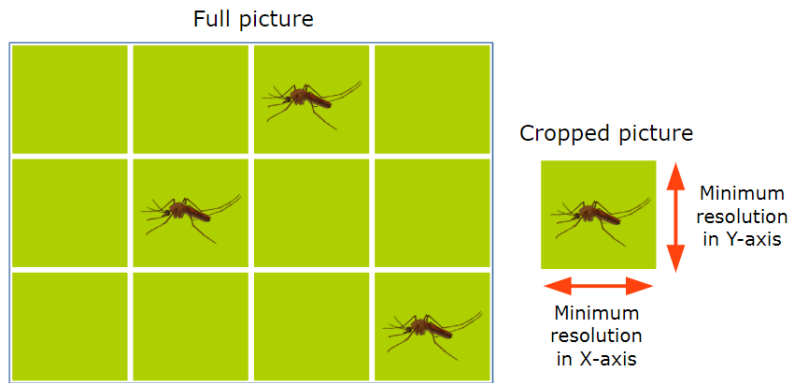 Full picture
Cropped picture
Minimum
resolution
in Y-axis
Minimum
resolution
in X-axis